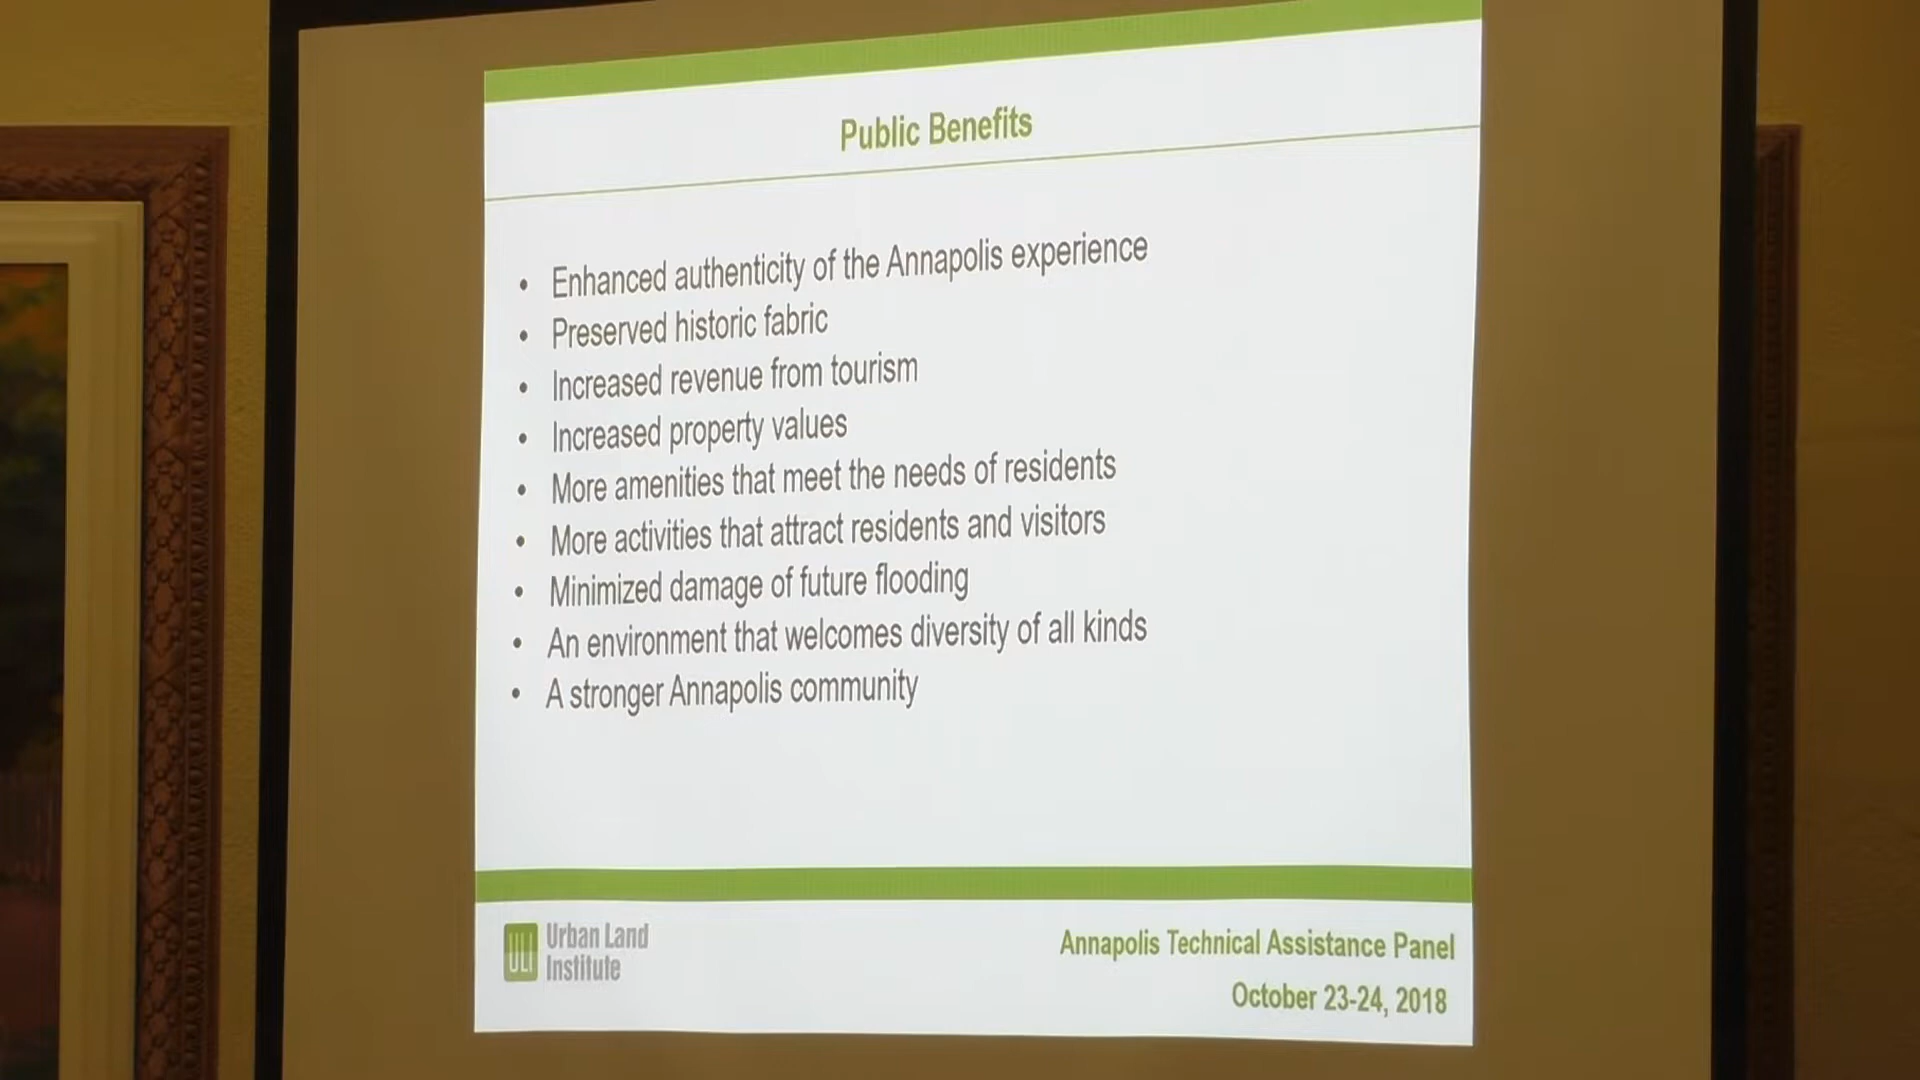 Public Benefits
• Enhanced authenticity of the Annapolis experience
• Preserved historic fabric
• Increased revenue from tourism
• Increased property values
• More amenities that meet the needs of residents
• More activities that attract residents and visitors
• Minimized damage of future flooding
• An environment that welcomes diversity of all kinds
• A stronger Annapolis community
ULI
Urban Land
Institute
Annapolis Technical Assistance Panel
October 23-24, 2018